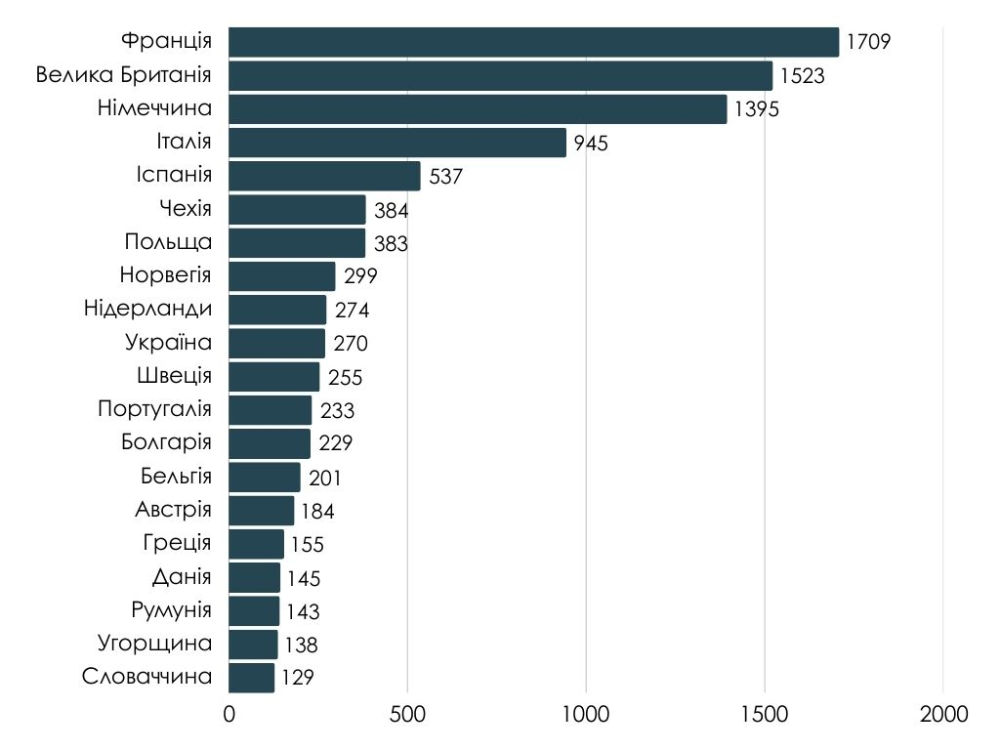 Франція 1709
Велика Британія 1523
Німеччина 1395
Італія 945
Іспанія 537
Чехія 384
Польща 383
Норвегія 299
Нідерланди 274
Україна 270
Швеція 255
Португалія 233
Болгарія 229
Бельгія 201
Австрія 184
Греція 155
Данія 145
Румунія 143
Угорщина 138
Словаччина 129
0 500 1000 1500 2000